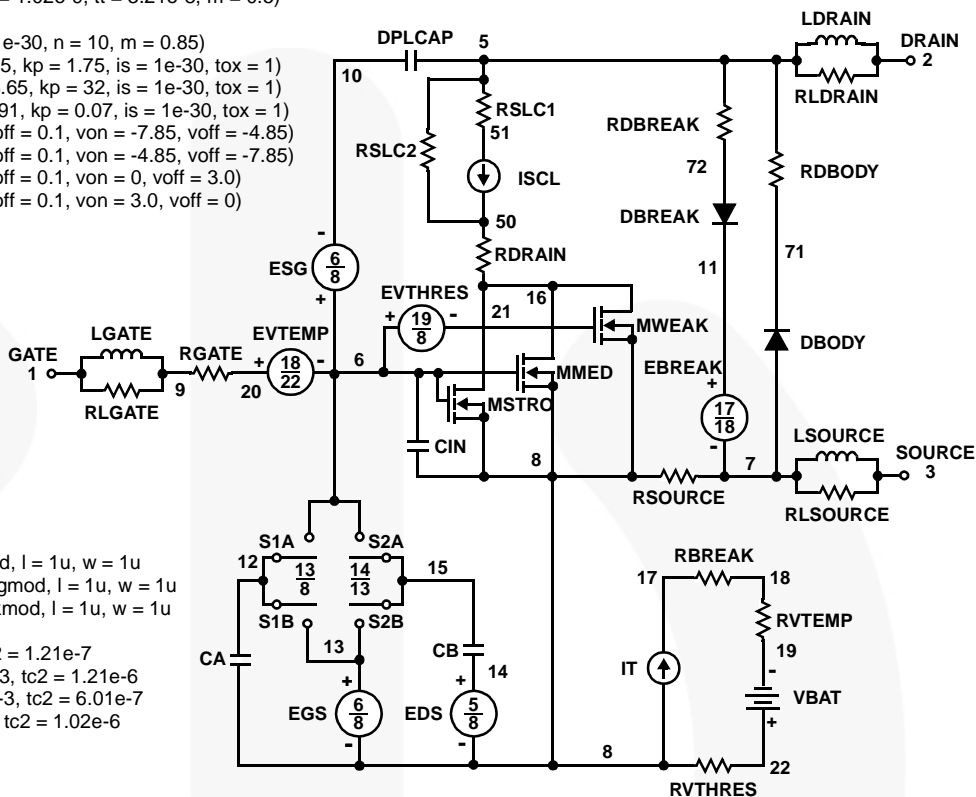 = 1.02e-9, tt = 3.21e-8, m = 0.6)
e-30, n = 10, m = 0.85)
5, kp = 1.75, is = 1e-30, tox = 1)
.65, kp = 32, is = 1e-30, tox = 1)
91, kp = 0.07, is = 1e-30, tox = 1)
off = 0.1, von = -7.85, voff = -4.85)
off = 0.1, von = -4.85, voff = -7.85)
off = 0.1, von = 0, voff = 3.0)
off = 0.1, von = 3.0, voff = 0)
LDRAIN
DPLCAP 5 DRAIN
10 2
RSLC1 RLDRAIN
51 RDBREAK
RSLC2
72 RDBODY
ISCL
DBREAK
50
RDRAIN 71
-
6
ESG 8 11
EVTHRES
+ 16
+ 19 - 21 MWEAK
8
LGATE EVTEMP DBODY
GATE RGATE + 18 - 6 EBREAK
1 22 MMED +
9 20
MSTRO 17
RLGATE 18 LSOURCE
- SOURCE
CIN 8 7 3
RSOURCE
RLSOURCE
S1A S2A
12 13 14 15 RBREAK
8 13 17 18
S1B S2B RVTEMP
13 CB 19
CA 14 IT -
+ + VBAT
6 5
EGS 8 EDS 8 +
- - 8 22
RVTHRES
d, l = 1u, w = 1u
gmod, l = 1u, w = 1u
kmod, l = 1u, w = 1u
2 = 1.21e-7
3, tc2 = 1.21e-6
-3, tc2 = 6.01e-7
tc2 = 1.02e-6